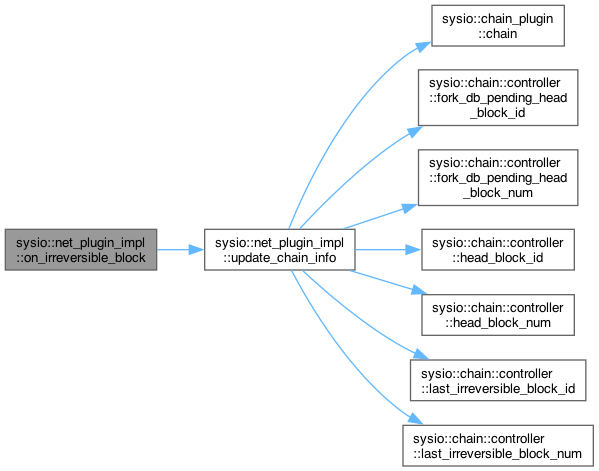 sysio::net_plugin_impl
::on_irreversible_block
sysio::net_plugin_impl
::update_chain_info
sysio::chain_plugin
::chain
sysio::chain::controller
::fork_db_pending_head
_block_id
sysio::chain::controller
::fork_db_pending_head
_block_num
sysio::chain::controller
::head_block_id
sysio::chain::controller
::head_block_num
sysio::chain::controller
::last_irreversible_block_id
sysio::chain::controller
::last_irreversible_block_num